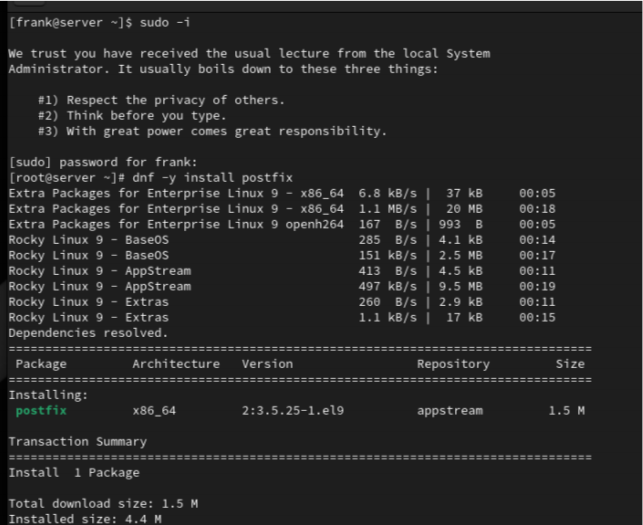 [frank@server ~]$ sudo -i
We trust you have received the usual lecture from the local System
Administrator. It usually boils down to these three things:
#1) Respect the privacy of others.
#2) Think before you type.
#3) With great power comes great responsibility.
[sudo] password for frank:
[root@server ~]# dnf -y install postfix
Extra Packages for Enterprise Linux 9 - x86_64  6.8 kB/s |  37 kB     00:05
Extra Packages for Enterprise Linux 9 - x86_64  1.1 MB/s |  20 MB     00:18
Extra Packages for Enterprise Linux 9 openh264  167  B/s | 993  B     00:05
Rocky Linux 9 - BaseOS                          285  B/s | 4.1 kB     00:14
Rocky Linux 9 - BaseOS                          151 kB/s | 2.5 MB     00:17
Rocky Linux 9 - AppStream                       413  B/s | 4.5 kB     00:11
Rocky Linux 9 - AppStream                       497 kB/s | 9.5 MB     00:19
Rocky Linux 9 - Extras                          260  B/s | 2.9 kB     00:11
Rocky Linux 9 - Extras                          1.1 kB/s |  17 kB     00:15
Dependencies resolved.
================================================================================
Package          Architecture   Version                 Repository          Size
================================================================================
Installing:
postfix          x86_64         2:3.5.25-1.el9          appstream          1.5 M
Transaction Summary
================================================================================
Install  1 Package
Total download size: 1.5 M
Installed size: 4.4 M